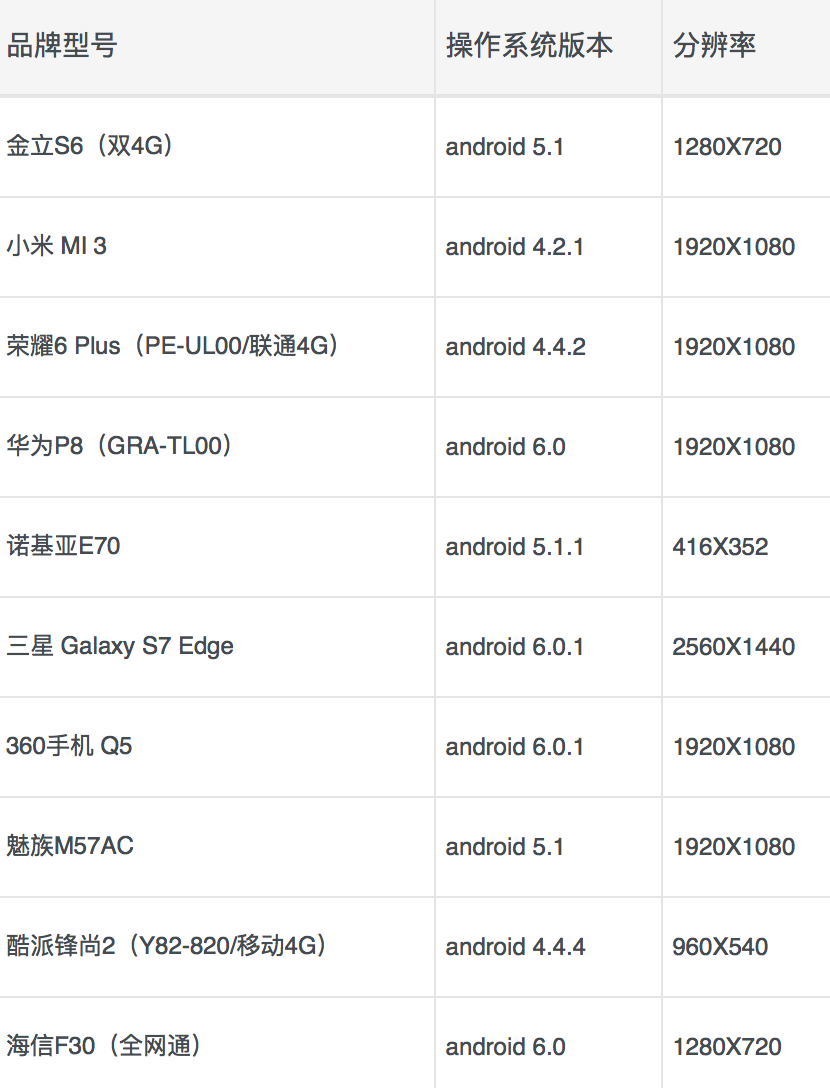 品牌型号 操作系统版本 分辨率
金立S6（双4G） android 5.1 1280X720
小米 MI 3 android 4.2.1 1920X1080
荣耀6 Plus（PE-UL00/联通4G） android 4.4.2 1920X1080
华为P8（GRA-TL00） android 6.0 1920X1080
诺基亚E70 android 5.1.1 416X352
三星 Galaxy S7 Edge android 6.0.1 2560X1440
360手机 Q5 android 6.0.1 1920X1080
魅族M57AC android 5.1 1920X1080
酷派锋尚2（Y82-820/移动4G） android 4.4.4 960X540
海信F30（全网通） android 6.0 1280X720